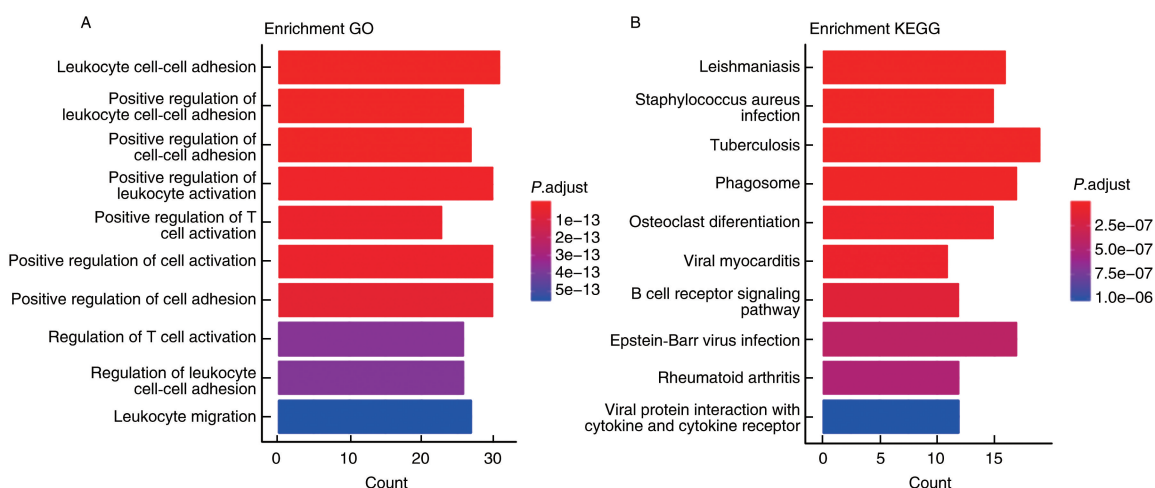 A
Enrichment GO
Leukocyte cell-cell adhesion
Positive regulation of
leukocyte cell-cell adhesion
Positive regulation of
cell-cell adhesion
Positive regulation of
leukocyte activation
Positive regulation of T
cell activation
Positive regulation of cell activation
Positive regulation of cell adhesion
Regulation of T cell activation
Regulation of leukocyte
cell-cell adhesion
Leukocyte migration
0 10 20 30
Count
P.adjust
1e−13
2e−13
3e−13
4e−13
5e−13
B
Enrichment KEGG
Leishmaniasis
Staphylococcus aureus
infection
Tuberculosis
Phagosome
Osteoclast diferentiation
Viral myocarditis
B cell receptor signaling
pathway
Epstein-Barr virus infection
Rheumatoid arthritis
Viral protein interaction with
cytokine and cytokine receptor
0 5 10 15
Count
P.adjust
2.5e−07
5.0e−07
7.5e−07
1.0e−06